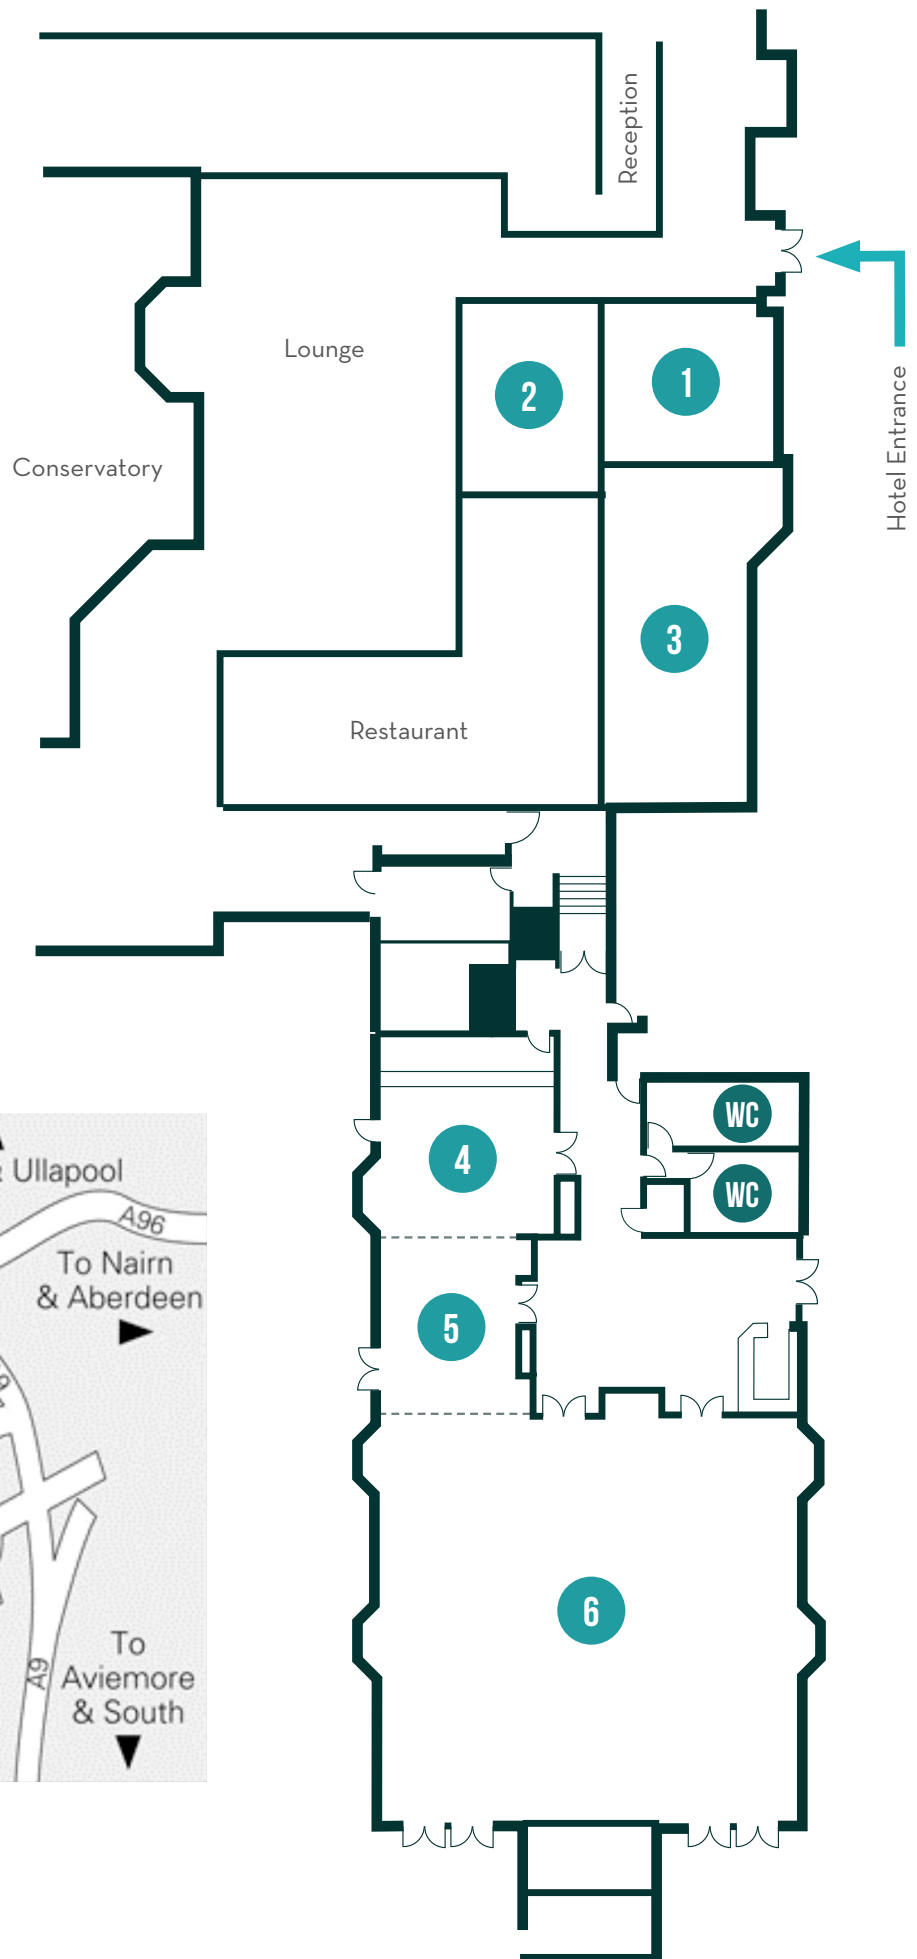 Reception
Lounge
2
1
Hotel Entrance
Conservatory
3
Restaurant
WC
4
WC
5
6
Ullapool
A96
To Nairn
& Aberdeen
To
Aviemore
& South
A9